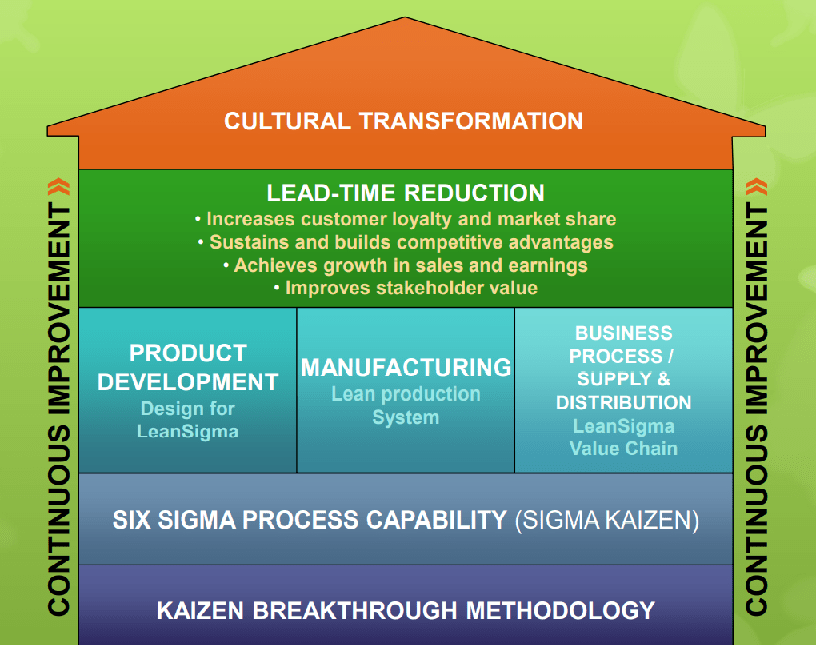 CULTURAL TRANSFORMATION
LEAD-TIME REDUCTION
• Increases customer loyalty and market share
• Sustains and builds competitive advantages
• Achieves growth in sales and earnings
• Improves stakeholder value
PRODUCT
DEVELOPMENT
Design for
LeanSigma
MANUFACTURING
Lean production
System
BUSINESS
PROCESS /
SUPPLY &
DISTRIBUTION
LeanSigma
Value Chain
SIX SIGMA PROCESS CAPABILITY (SIGMA KAIZEN)
KAIZEN BREAKTHROUGH METHODOLOGY
CONTINUOUS IMPROVEMENT
CONTINUOUS IMPROVEMENT